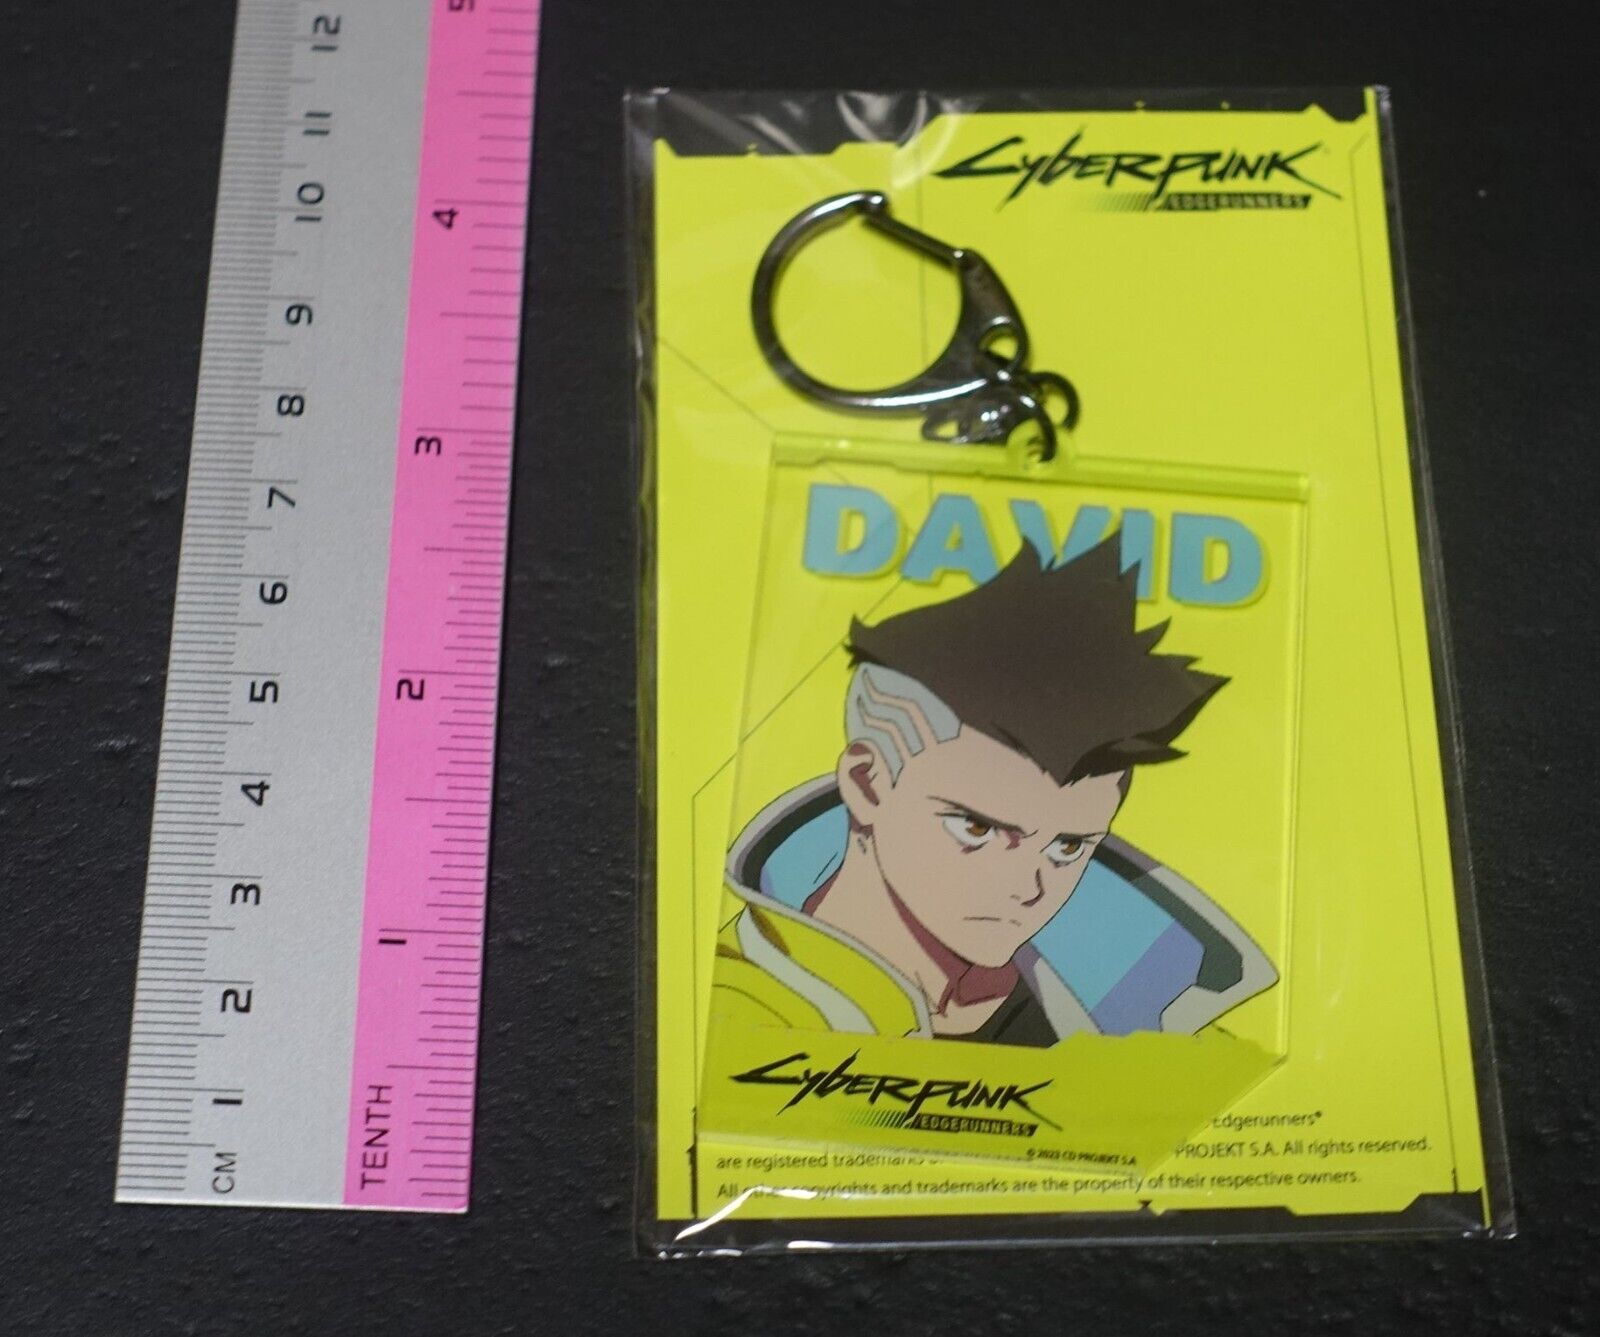 12
11
10
9
8
7
6
5
4
3
2
1
CM
5
4
3
2
1
TENTH
Cyberpunk
EDGERUNNERS
DAVID
Cyberpunk
EDGERUNNERS
© 2023 CD PROJEKT S.A.
Edgerunners®
are registered PROJEKT S.A. All rights reserved.
All other copyrights and trademarks are the property of their respective owners.